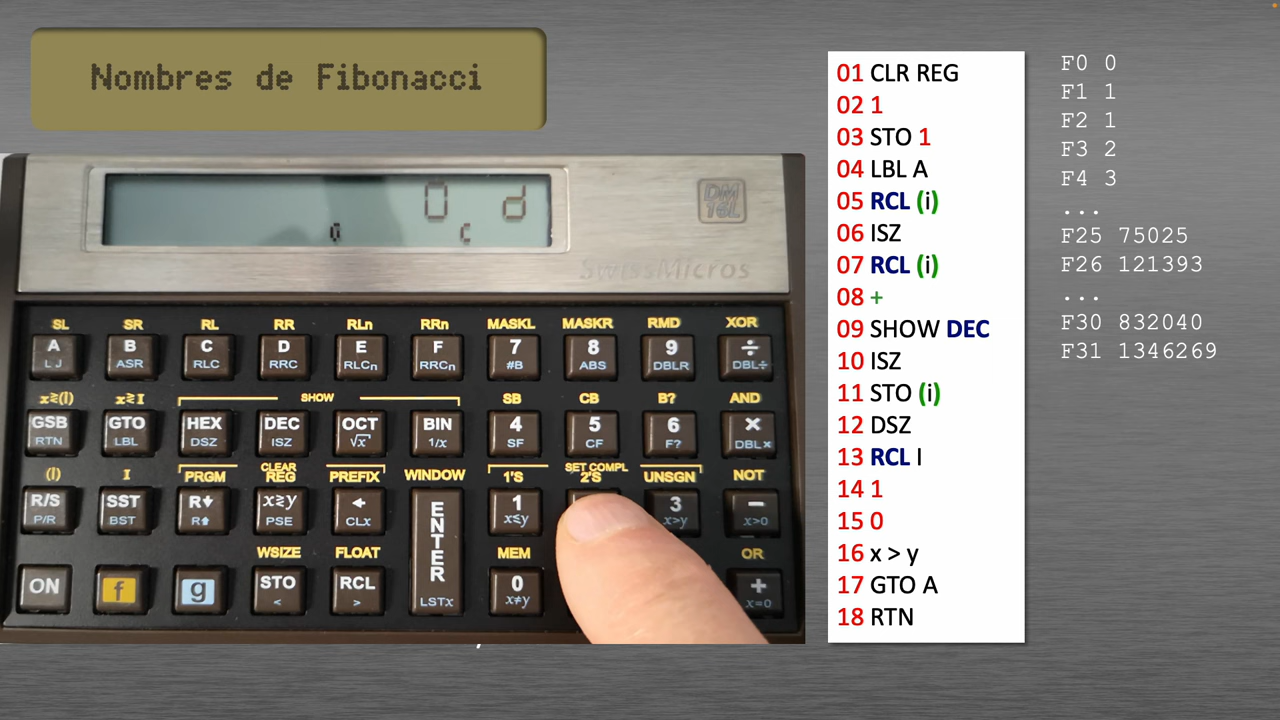 Nombres de Fibonacci
0 d
G C
DM
16L
SwissMicros
SL SR RL RR RLn RRn MASKL MASKR RMD XOR
A B C D E F 7 8 9 ÷
LJ ASR RLC RRC RLCn RRCn #B ABS DBLR DBL÷
x≷(i) x≷I SHOW SB CB B? AND
GSB GTO HEX DEC OCT BIN 4 5 6 ×
RTN LBL DSZ ISZ √x 1/x SF CF F? DBL×
(i) I PRGM CLEAR REG PREFIX WINDOW 1'S SET COMPL 2'S UNSGN NOT
R/S SST R↓ x≷y ← ENTER 1 3 −
P/R BST R↑ PSE CLx x≤y x>y x>0
WSIZE FLOAT MEM OR
ON f g STO RCL 0 +
< > LSTx x≠y x=0
01 CLR REG
02 1
03 STO 1
04 LBL A
05 RCL (i)
06 ISZ
07 RCL (i)
08 +
09 SHOW DEC
10 ISZ
11 STO (i)
12 DSZ
13 RCL I
14 1
15 0
16 x > y
17 GTO A
18 RTN
F0 0
F1 1
F2 1
F3 2
F4 3
...
F25 75025
F26 121393
...
F30 832040
F31 1346269